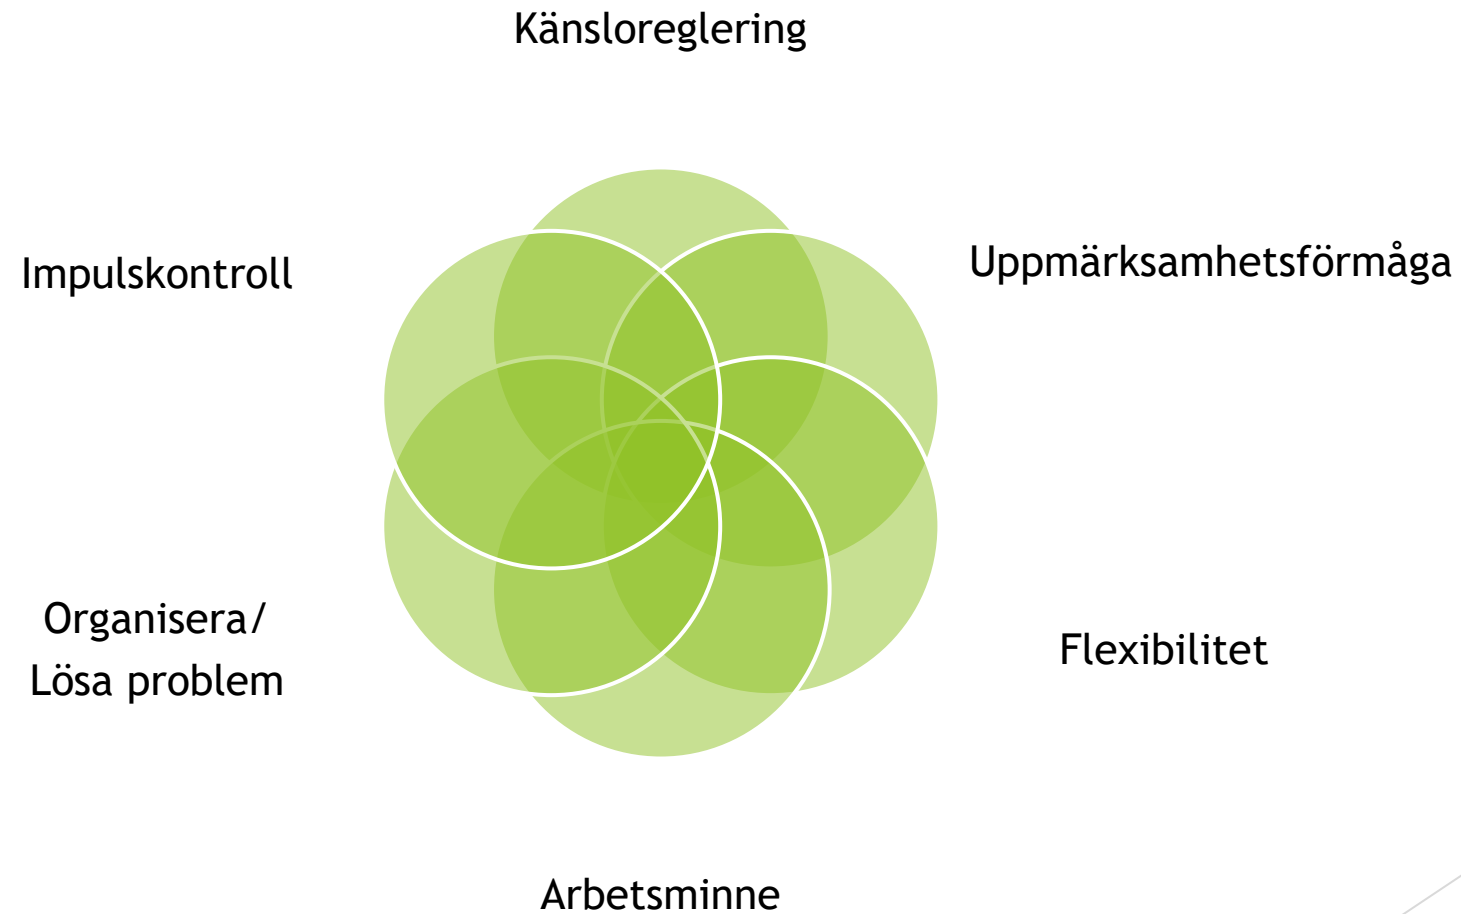 Känsloreglering
Uppmärksamhetsförmåga
Impulskontroll
Organisera/
Lösa problem
Flexibilitet
Arbetsminne